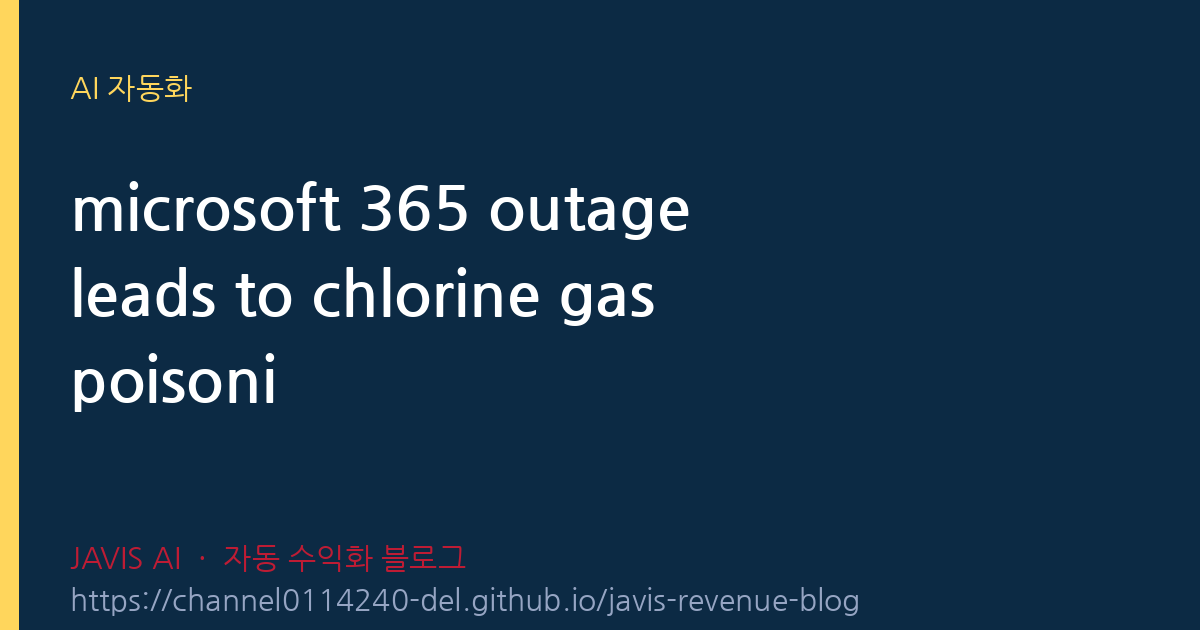 AI 자동화
microsoft 365 outage
leads to chlorine gas
poisoni
JAVIS AI · 자동 수익화 블로그
https://channel0114240-del.github.io/javis-revenue-blog